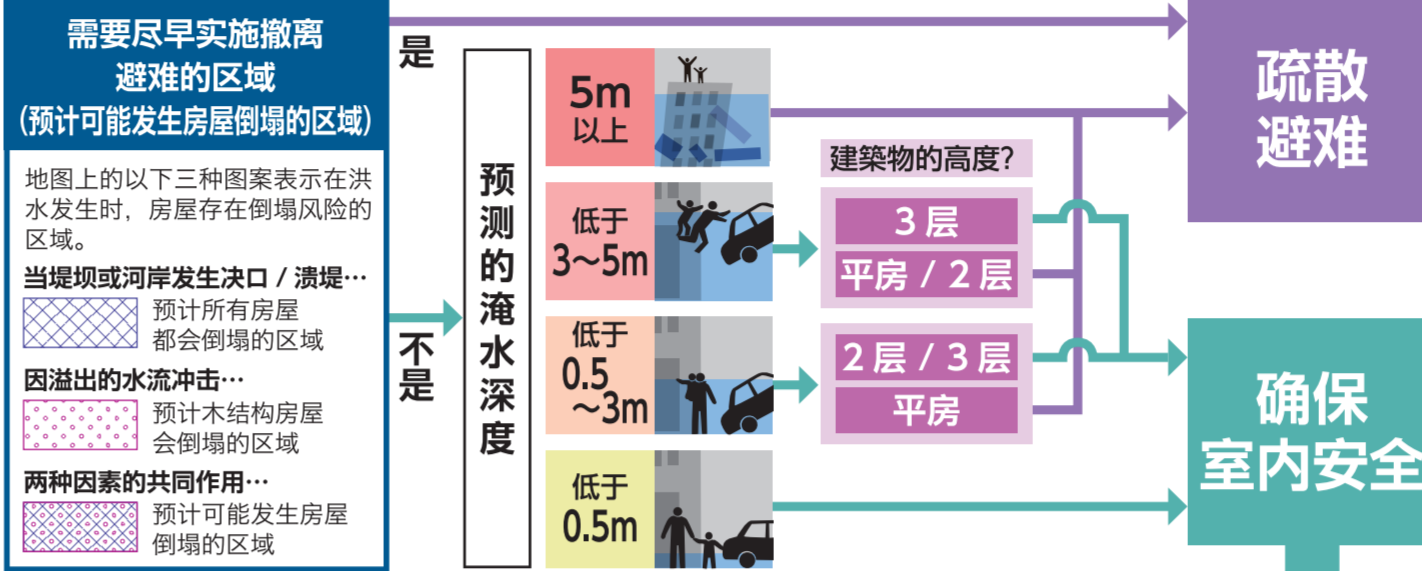 需要尽早实施撤离
避难的区域
(预计可能发生房屋倒塌的区域)
地图上的以下三种图案表示在洪
水发生时，房屋存在倒塌风险的
区域。
当堤坝或河岸发生决口 / 溃堤…
预计所有房屋
都会倒塌的区域
因溢出的水流冲击…
预计木结构房屋
会倒塌的区域
两种因素的共同作用…
预计可能发生房屋
倒塌的区域
是
不是
预测的淹水深度
5m
以上
低于
3～5m
低于
0.5
～3m
低于
0.5m
建築物的高度?
3 层
平房 / 2 层
2 层 / 3 层
平房
疏散
避难
确保
室内安全